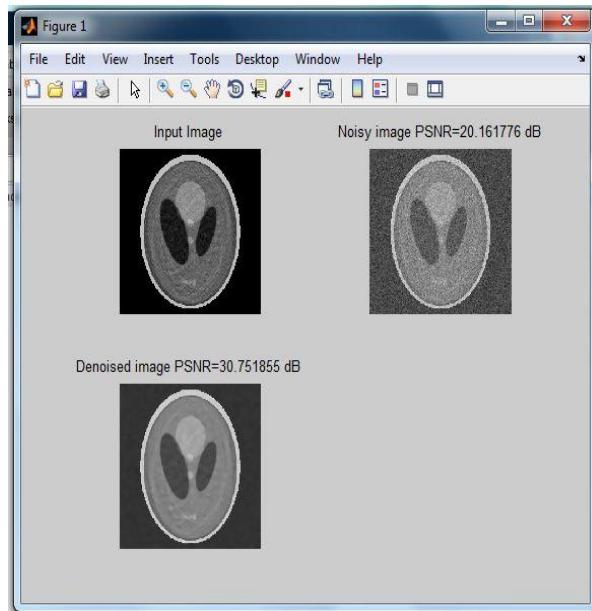 Figure 1
File Edit View Insert Tools Desktop Window Help
Input Image
Noisy image PSNR=20.161776 dB
Denoised image PSNR=30.751855 dB